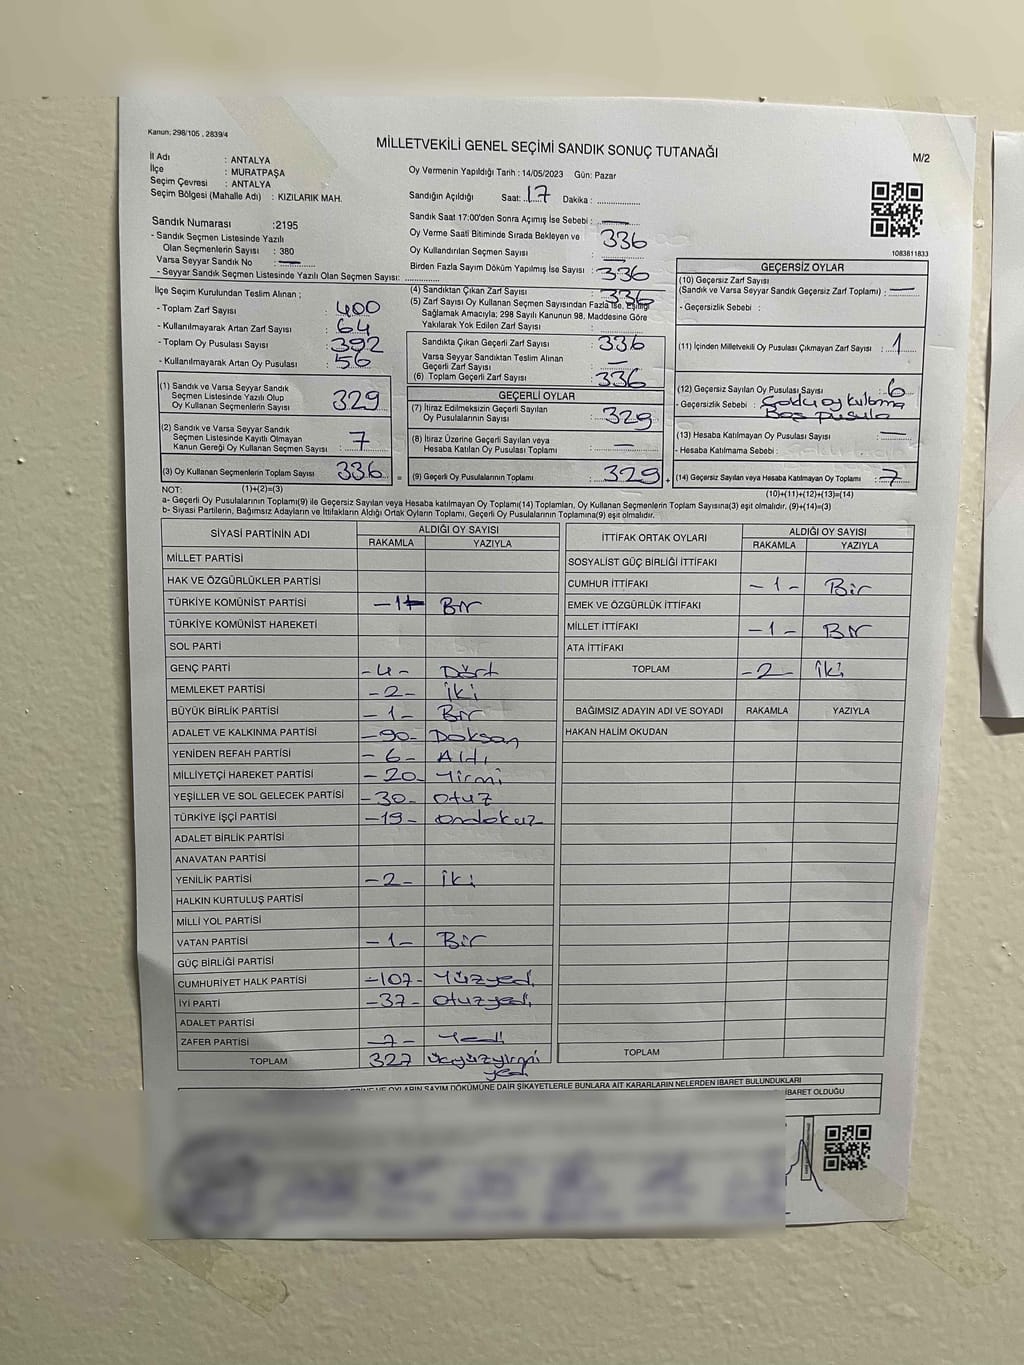 Kanun; 298/105 , 2839/4
MİLLETVEKİLİ GENEL SEÇİMİ SANDIK SONUÇ TUTANAĞI
M/2
İl Adı : ANTALYA
İlçe : MURATPAŞA
Seçim Çevresi : ANTALYA
Seçim Bölgesi (Mahalle Adı) : KIZILARIK MAH.
Oy Vermenin Yapıldığı Tarih : 14/05/2023 Gün: Pazar
Sandığın Açıldığı Saat: 17 Dakika : ..................
Sandık Saat 17:00'den Sonra Açımış İse Sebebi : —
Sandık Numarası :2195
- Sandık Seçmen Listesinde Yazılı
Olan Seçmenlerin Sayısı : 380
Varsa Seyyar Sandık No : —
- Seyyar Sandık Seçmen Listesinde Yazılı Olan Seçmen Sayısı: ..................
Oy Verme Saati Bitiminde Sırada Bekleyen ve
Oy Kullandırılan Seçmen Sayısı : 336
Birden Fazla Sayım Döküm Yapılmış İse Sayısı : —
1083811833
İlçe Seçim Kurulundan Teslim Alınan ;
- Toplam Zarf Sayısı : 400
- Kullanılmayarak Artan Zarf Sayısı : 64
- Toplam Oy Pusulası Sayısı : 392
- Kullanılmayarak Artan Oy Pusulası : 56
(4) Sandıktan Çıkan Zarf Sayısı : 336
(5) Zarf Sayısı Oy Kullanan Seçmen Sayısından Fazla İse, Eşitliği
Sağlamak Amacıyla; 298 Sayılı Kanunun 98. Maddesine Göre
Yakılarak Yok Edilen Zarf Sayısı : 336
Sandıkta Çıkan Geçerli Zarf Sayısı : 336
Varsa Seyyar Sandıktan Teslim Alınan
Geçerli Zarf Sayısı : —
(6) Toplam Geçerli Zarf Sayısı : 336
GEÇERSİZ OYLAR
(10) Geçersiz Zarf Sayısı
(Sandık ve Varsa Seyyar Sandık Geçersiz Zarf Toplamı) : —
- Geçersizlik Sebebi :
(11) İçinden Milletvekili Oy Pusulası Çıkmayan Zarf Sayısı : 1
(12) Geçersiz Sayılan Oy Pusulası Sayısı : 6
- Geçersizlik Sebebi : Çoklu oy kullanma
Boş pusula
(13) Hesaba Katılmayan Oy Pusulası Sayısı : —
- Hesaba Katılmama Sebebi :
(14) Geçersiz Sayılan veya Hesaba Katılmayan Oy Toplamı : 7
(10)+(11)+(12)+(13)=(14)
(1) Sandık ve Varsa Seyyar Sandık
Seçmen Listesinde Yazılı Olup
Oy Kullanan Seçmenlerin Sayısı 329
(2) Sandık ve Varsa Seyyar Sandık
Seçmen Listesinde Kayıtlı Olmayan
Kanun Gereği Oy Kullanan Seçmen Sayısı : 7
(3) Oy Kullanan Seçmenlerin Toplam Sayısı : 336
(1)+(2)=(3)
GEÇERLİ OYLAR
(7) İtiraz Edilmeksizin Geçerli Sayılan
Oy Pusulalarının Sayısı : 329
(8) İtiraz Üzerine Geçerli Sayılan veya
Hesaba Katılan Oy Pusulası Toplamı : —
= (9) Geçerli Oy Pusulalarının Toplamı : 329 +
NOT:
a- Geçerli Oy Pusulalarının Toplamı(9) ile Geçersiz Sayılan veya Hesaba katılmayan Oy Toplamı(14) Toplamları, Oy Kullanan Seçmenlerin Toplam Sayısına(3) eşit olmalıdır. (9)+(14)=(3)
b- Siyasi Partilerin, Bağımsız Adayların ve İttifakların Aldığı Ortak Oyların Toplamı, Geçerli Oy Pusulalarının Toplamına(9) eşit olmalıdır.
SİYASİ PARTİNİN ADI ALDIĞI OY SAYISI
RAKAMLA YAZIYLA
MİLLET PARTİSİ
HAK VE ÖZGÜRLÜKLER PARTİSİ
TÜRKİYE KOMÜNİST PARTİSİ -1- Bir
TÜRKİYE KOMÜNİST HAREKETİ
SOL PARTİ
GENÇ PARTİ -4- Dört
MEMLEKET PARTİSİ -2- İki
BÜYÜK BİRLİK PARTİSİ -1- Bir
ADALET VE KALKINMA PARTİSİ -90- Doksan
YENİDEN REFAH PARTİSİ -6- Altı
MİLLİYETÇİ HAREKET PARTİSİ -20- Yirmi
YEŞİLLER VE SOL GELECEK PARTİSİ -30- otuz
TÜRKİYE İŞÇİ PARTİSİ -19- ondokuz
ADALET BİRLİK PARTİSİ
ANAVATAN PARTİSİ
YENİLİK PARTİSİ -2- İki
HALKIN KURTULUŞ PARTİSİ
MİLLİ YOL PARTİSİ
VATAN PARTİSİ -1- Bir
GÜÇ BİRLİĞİ PARTİSİ
CUMHURİYET HALK PARTİSİ -107- Yüzyedi
İYİ PARTİ -37- otuzyedi
ADALET PARTİSİ
ZAFER PARTİSİ -7- Yedi
TOPLAM 327 üçyüzyirmi
yedi
İTTİFAK ORTAK OYLARI ALDIĞI OY SAYISI
RAKAMLA YAZIYLA
SOSYALİST GÜÇ BİRLİĞİ İTTİFAKI
CUMHUR İTTİFAKI -1- Bir
EMEK VE ÖZGÜRLÜK İTTİFAKI
MİLLET İTTİFAKI -1- Bir
ATA İTTİFAKI
TOPLAM -2- İki
BAĞIMSIZ ADAYIN ADI VE SOYADI RAKAMLA YAZIYLA
HAKAN HALİM OKUDAN
TOPLAM
VE OYLARIN SAYIM DÖKÜMÜNE DAİR ŞİKAYETLERLE BUNLARA AİT KARARLARIN NELERDEN İBARET BULUNDUKLARI
İBARET OLDUĞU